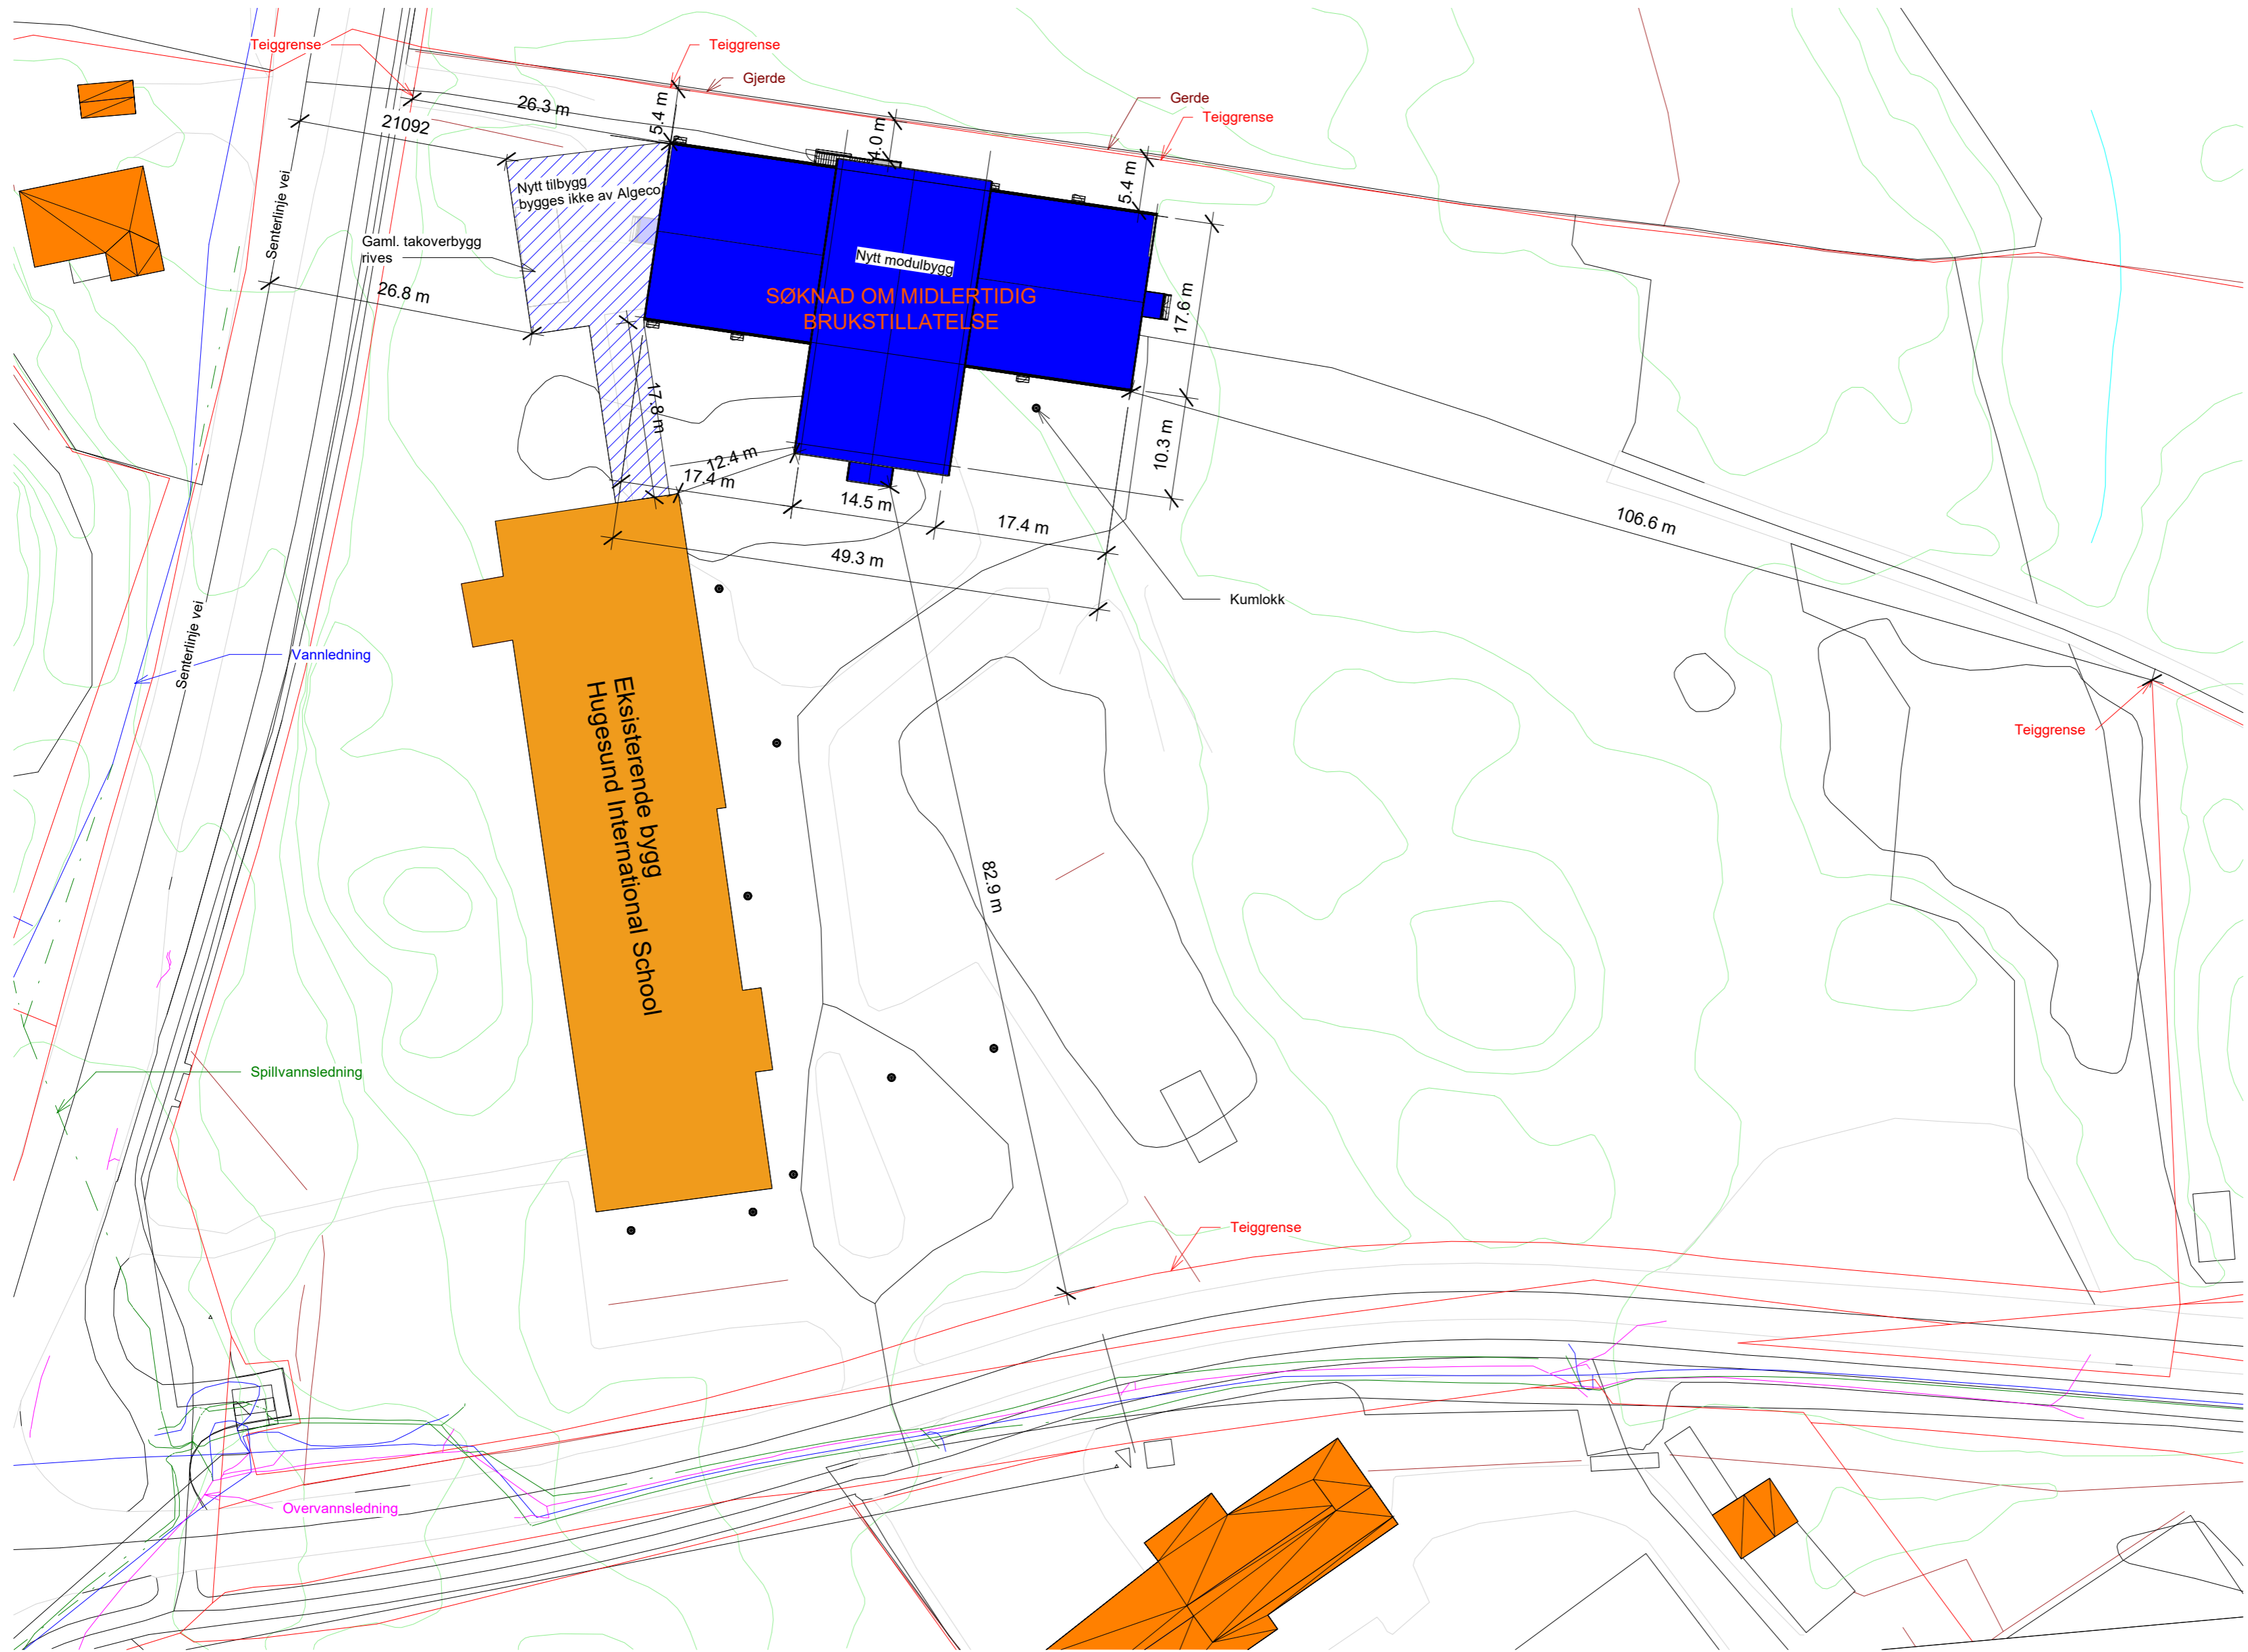 Teiggrense
Teiggrense
Gjerde
Gerde
Teiggrense
26.3 m
21092
5.4 m
4.0 m
5.4 m
Senterlinje vei
Nytt tilbygg
bygges ikke av Algeco
Gaml. takoverbygg
rives
26.8 m
Nytt modulbygg
SØKNAD OM MIDLERTIDIG
BRUKSTILLATELSE
17.6 m
17.8 m
10.3 m
12.4 m
17.4 m
14.5 m
17.4 m
49.3 m
106.6 m
Kumlokk
Senterlinje vei
Vannledning
Eksisterende bygg
Hugesund International School
Teiggrense
82.9 m
Spillvannsledning
Teiggrense
Overvannsledning